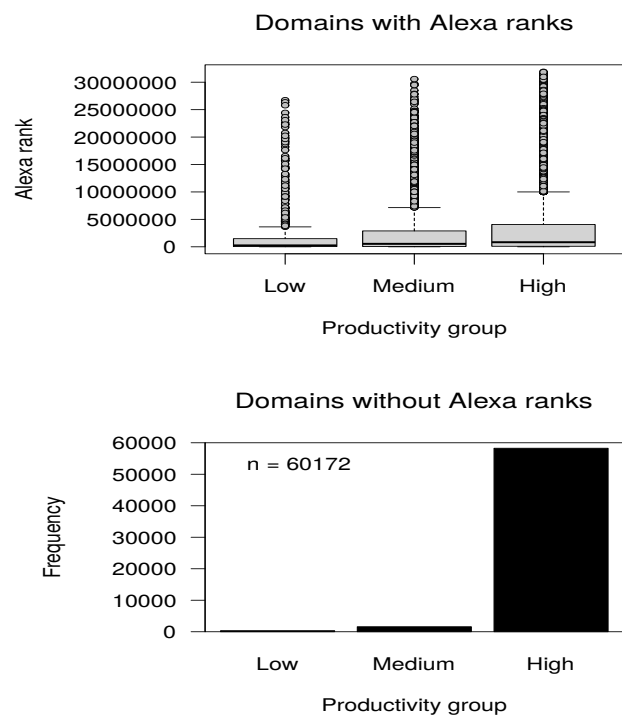 Domains with Alexa ranks
Alexa rank
30000000
25000000
20000000
15000000
10000000
5000000
0
Low Medium High
Productivity group
Domains without Alexa ranks
Frequency
60000
50000
40000
30000
20000
10000
0
n = 60172
Low Medium High
Productivity group